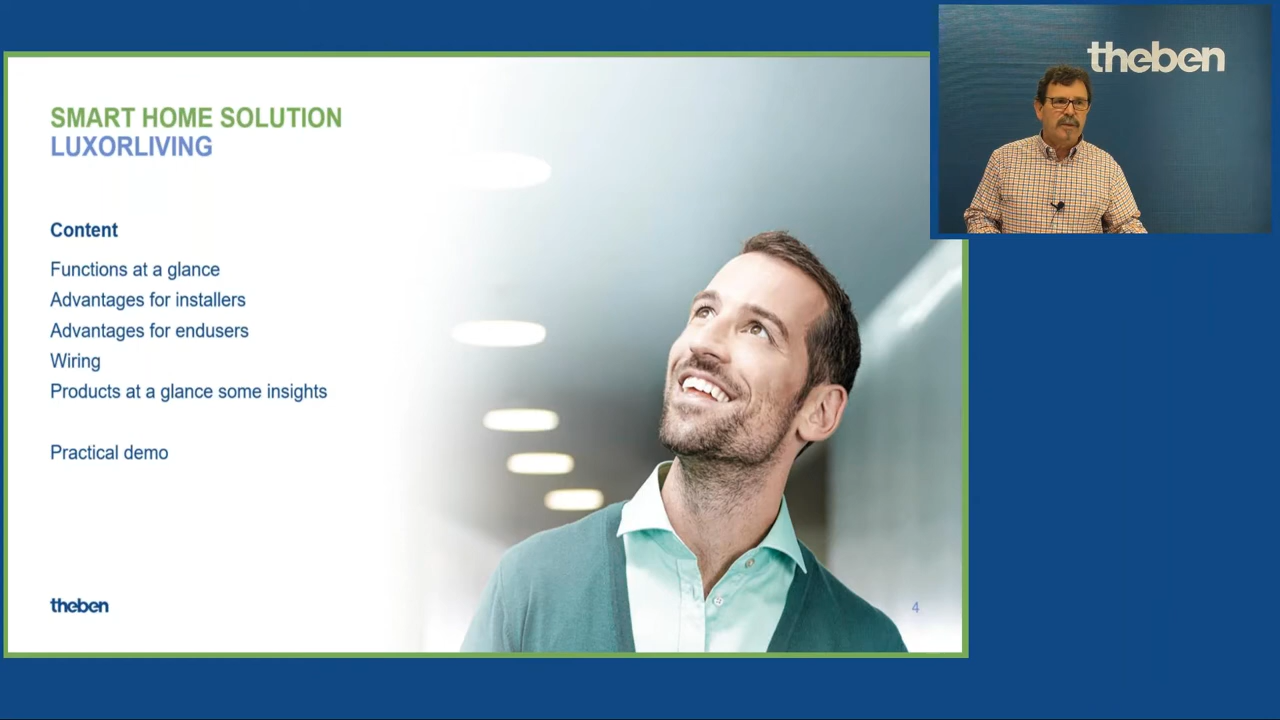 SMART HOME SOLUTION
LUXORLIVING
Content
Functions at a glance
Advantages for installers
Advantages for endusers
Wiring
Products at a glance some insights
Practical demo
theben
4
theben